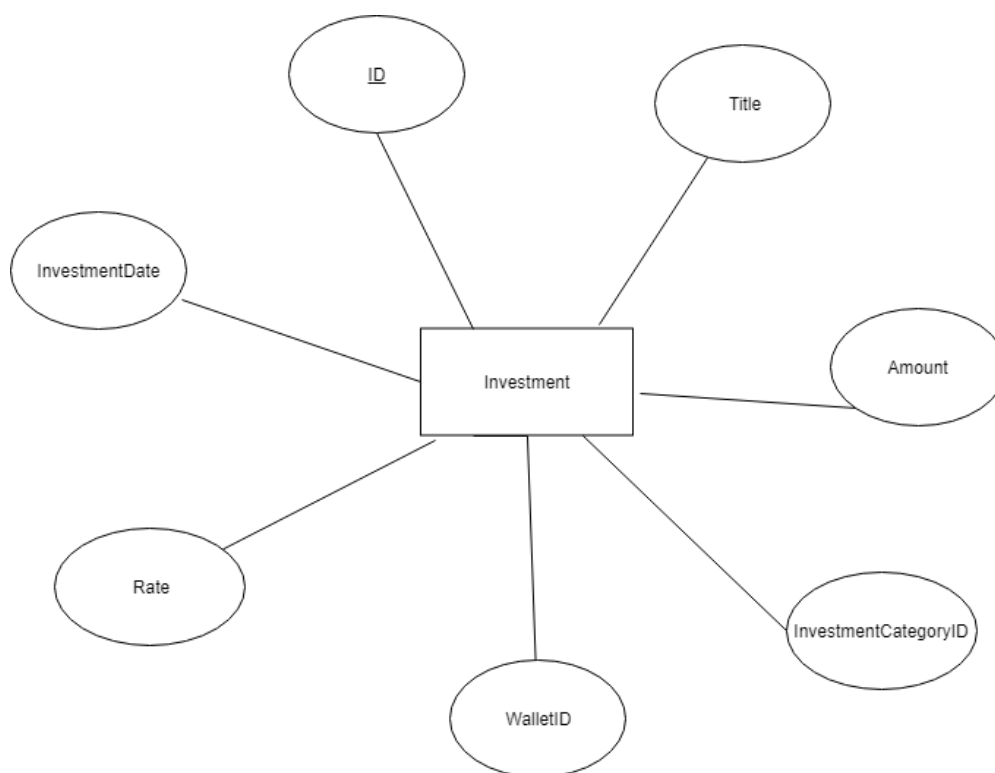 ID
Title
InvestmentDate
Amount
Investment
Rate
InvestmentCategoryID
WalletID